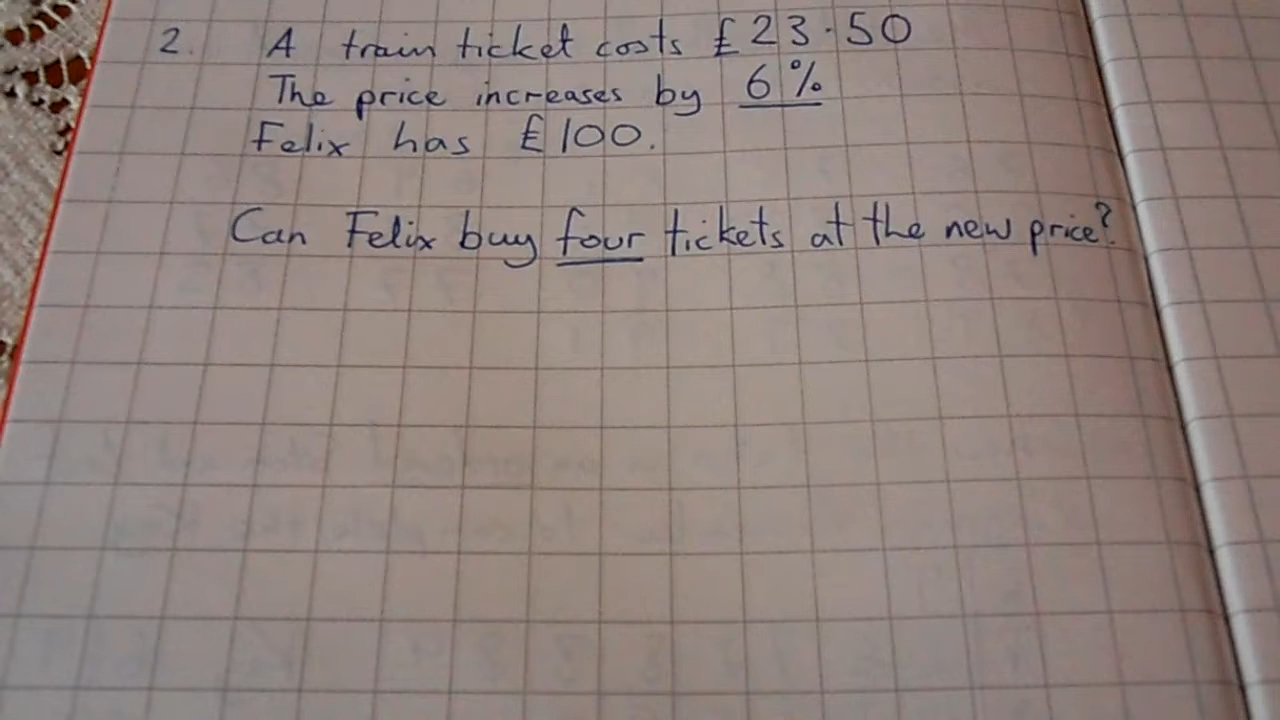 2. A train ticket costs £23·50
The price increases by 6%
Felix has £100.
Can Felix buy four tickets at the new price?